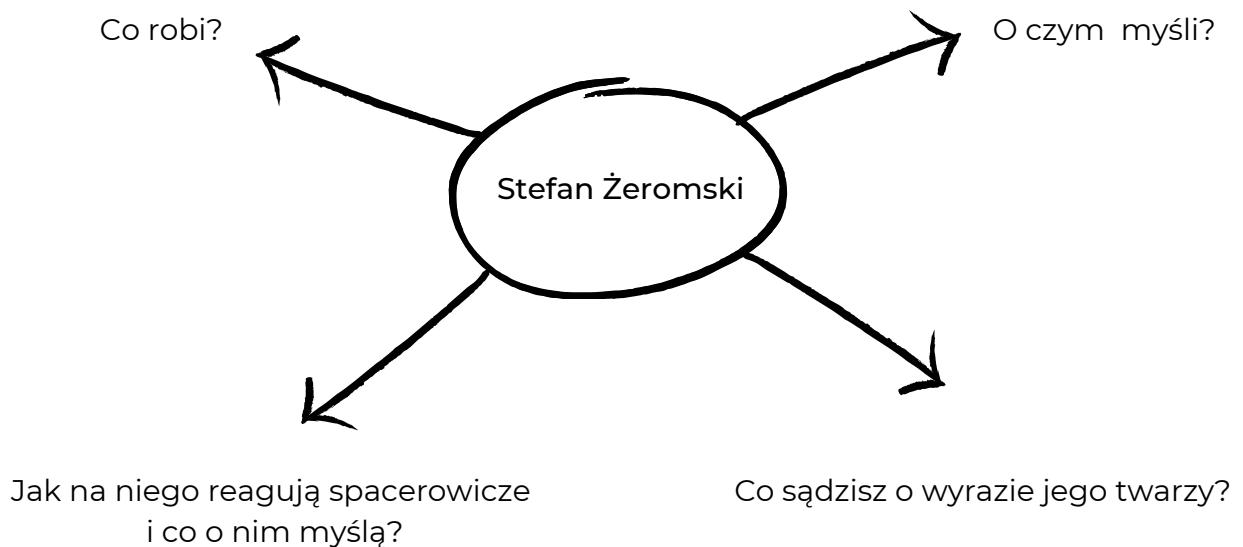 Co robi?
O czym myśli?
Stefan Żeromski
Jak na niego reagują spacerowicze
i co o nim myślą?
Co sądzisz o wyrazie jego twarzy?